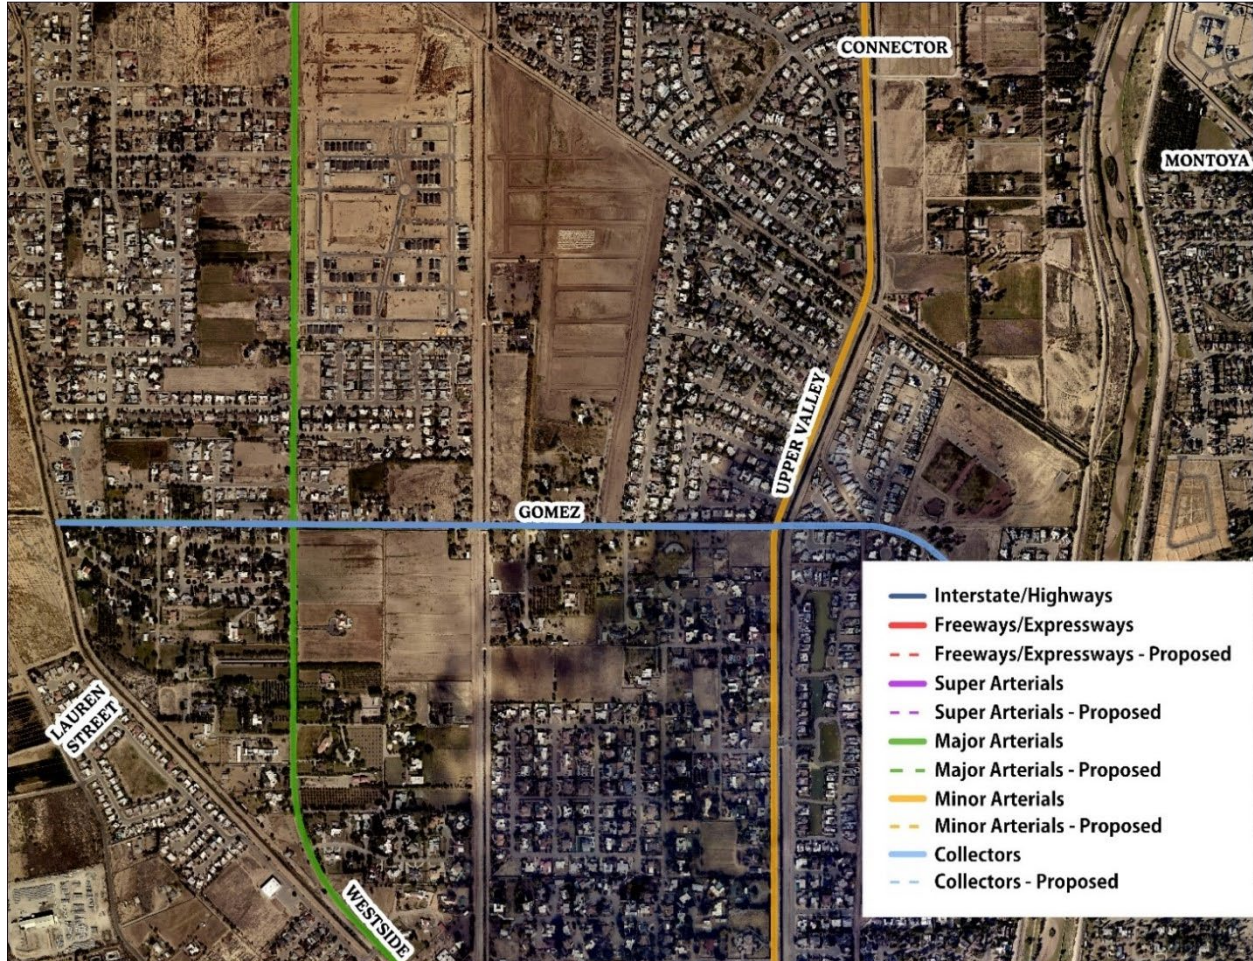 CONNECTOR
NM
MONTOYA
UPPER VALLEY
GOMEZ
LAUREN
STREET
WESTSIDE
Interstate/Highways
Freeways/Expressways
Freeways/Expressways - Proposed
Super Arterials
Super Arterials - Proposed
Major Arterials
Major Arterials - Proposed
Minor Arterials
Minor Arterials - Proposed
Collectors
Collectors - Proposed